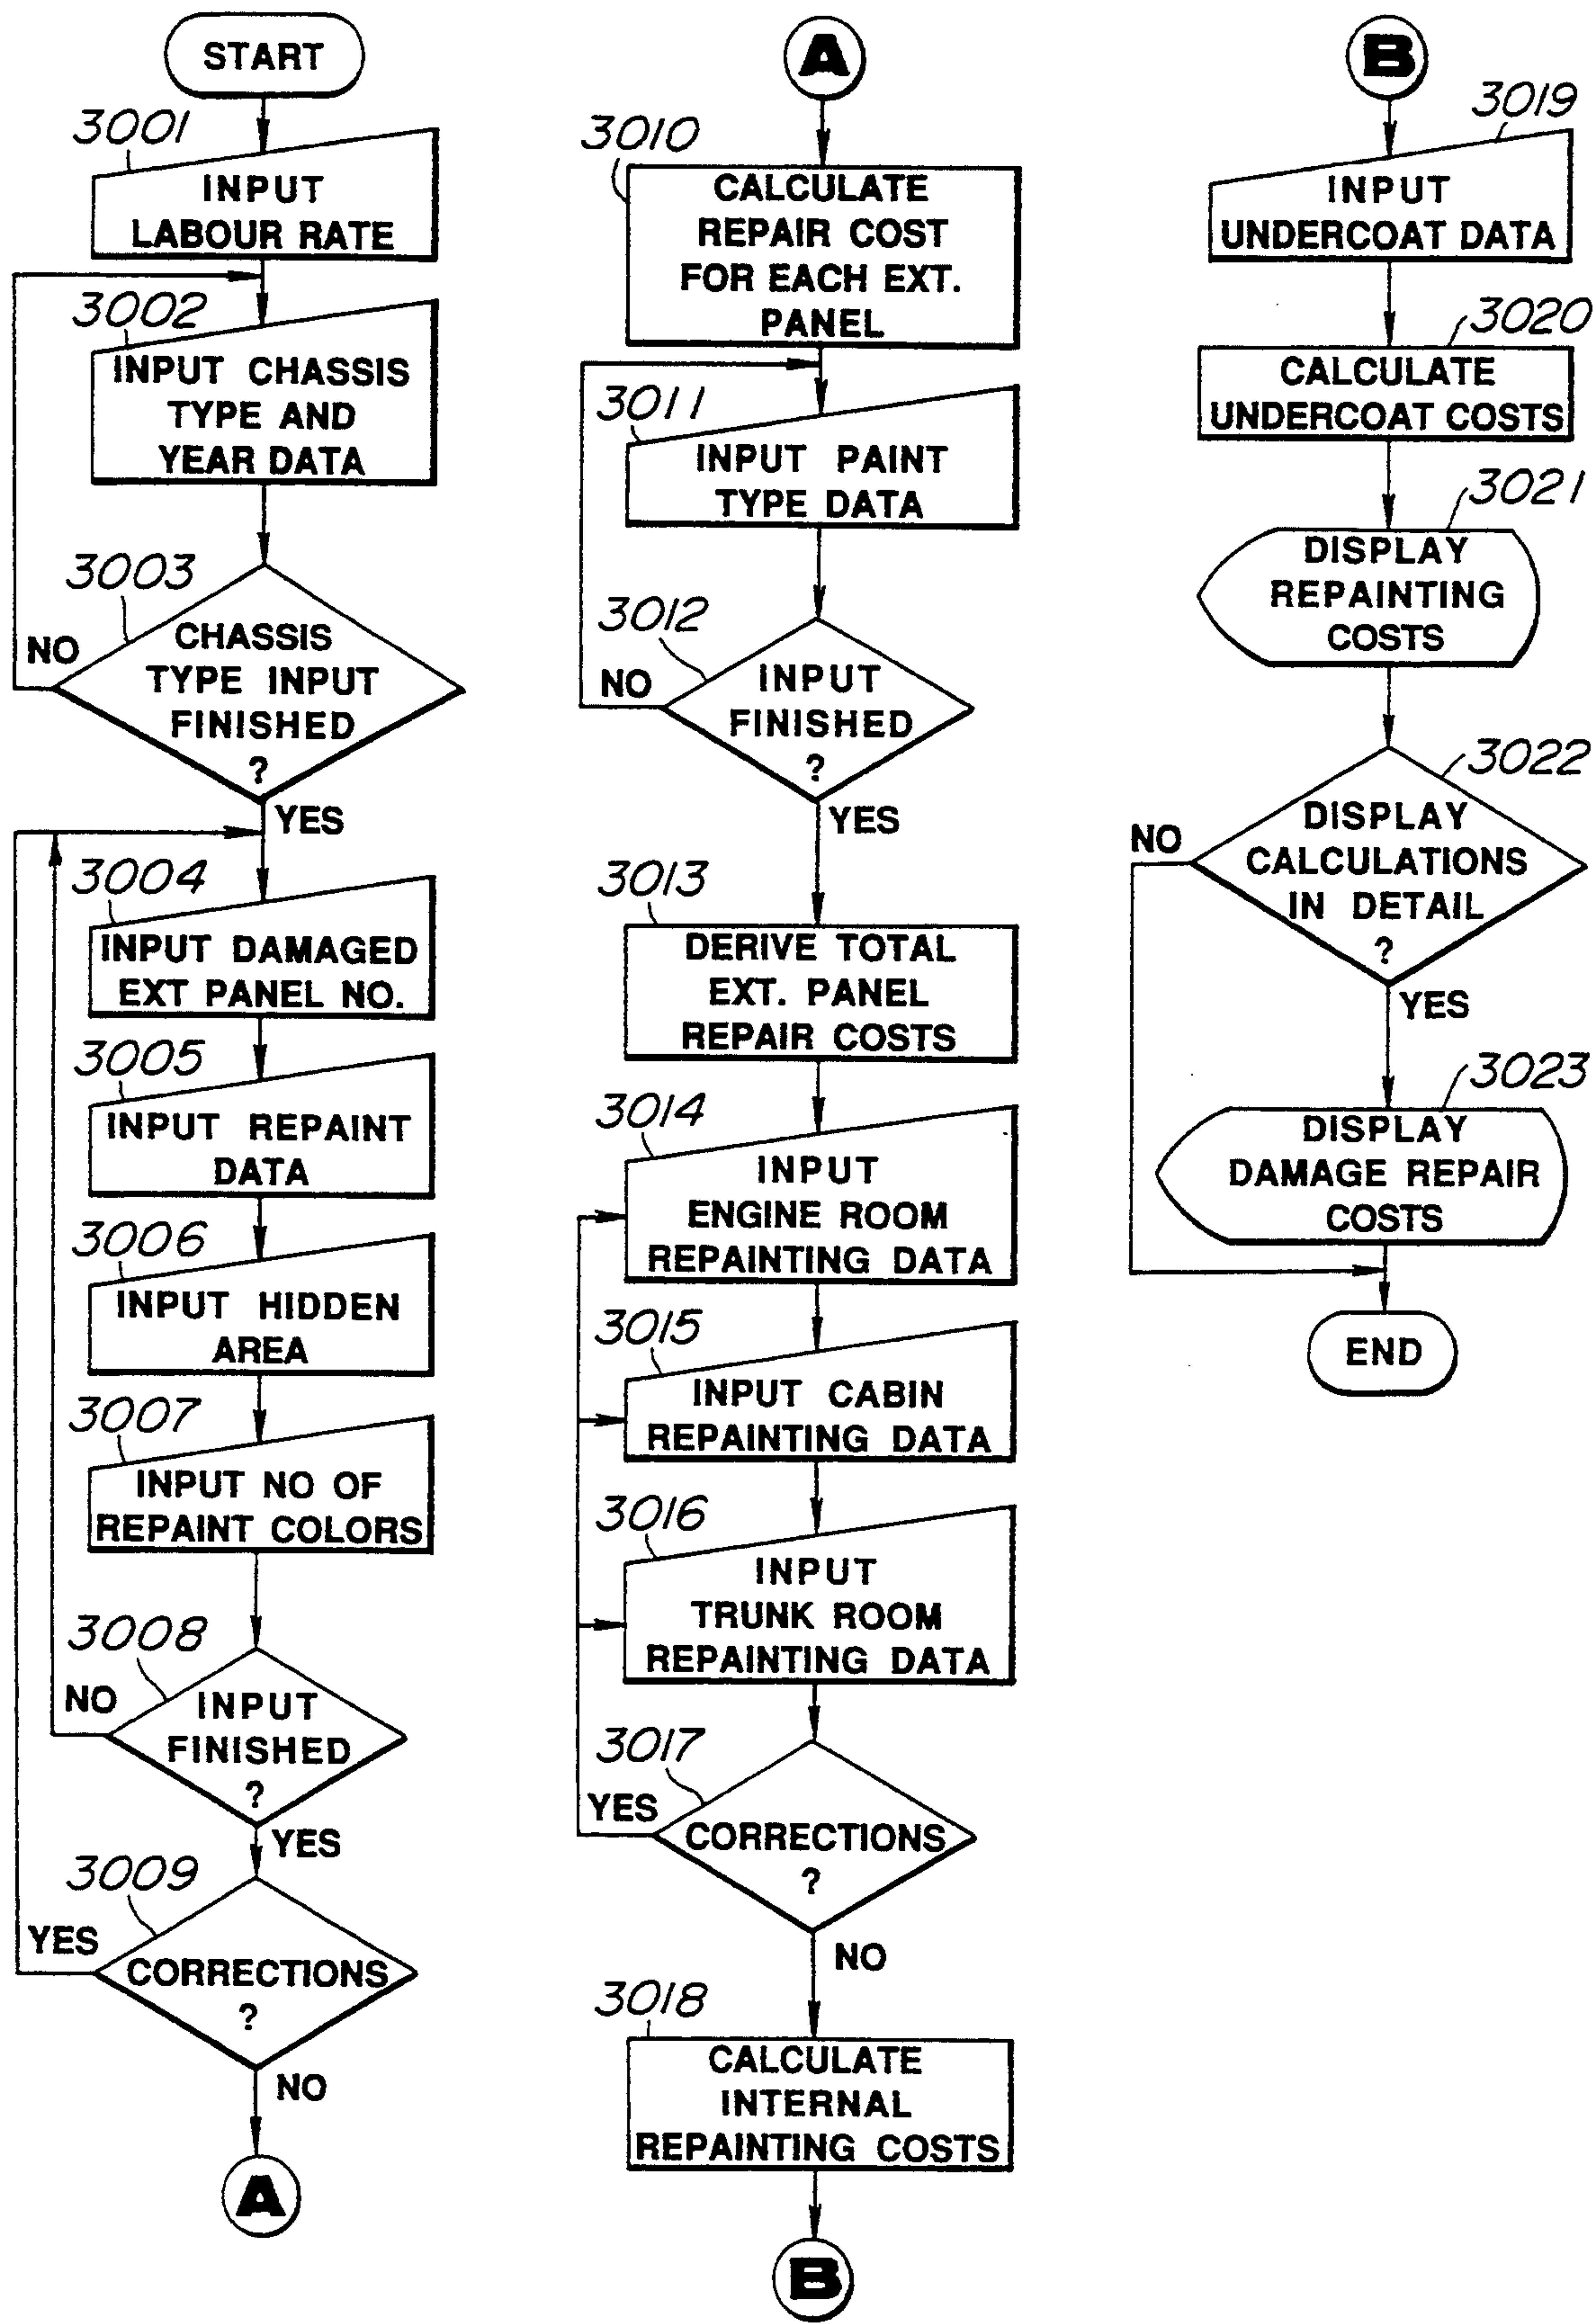 START
3001
INPUT
LABOUR RATE
3002
INPUT CHASSIS
TYPE AND
YEAR DATA
3003
NO
CHASSIS
TYPE INPUT
FINISHED
?
YES
3004
INPUT DAMAGED
EXT PANEL NO.
3005
INPUT REPAINT
DATA
3006
INPUT HIDDEN
AREA
3007
INPUT NO OF
REPAINT COLORS
3008
NO
INPUT
FINISHED
?
YES
3009
YES
CORRECTIONS
?
NO
A
A
3010
CALCULATE
REPAIR COST
FOR EACH EXT.
PANEL
3011
INPUT PAINT
TYPE DATA
3012
NO
INPUT
FINISHED
?
YES
3013
DERIVE TOTAL
EXT. PANEL
REPAIR COSTS
3014
INPUT
ENGINE ROOM
REPAINTING DATA
3015
INPUT CABIN
REPAINTING DATA
3016
INPUT
TRUNK ROOM
REPAINTING DATA
3017
YES
CORRECTIONS
?
NO
3018
CALCULATE
INTERNAL
REPAINTING COSTS
B
B
3019
INPUT
UNDERCOAT DATA
3020
CALCULATE
UNDERCOAT COSTS
3021
DISPLAY
REPAINTING
COSTS
3022
NO
DISPLAY
CALCULATIONS
IN DETAIL
?
YES
3023
DISPLAY
DAMAGE REPAIR
COSTS
END